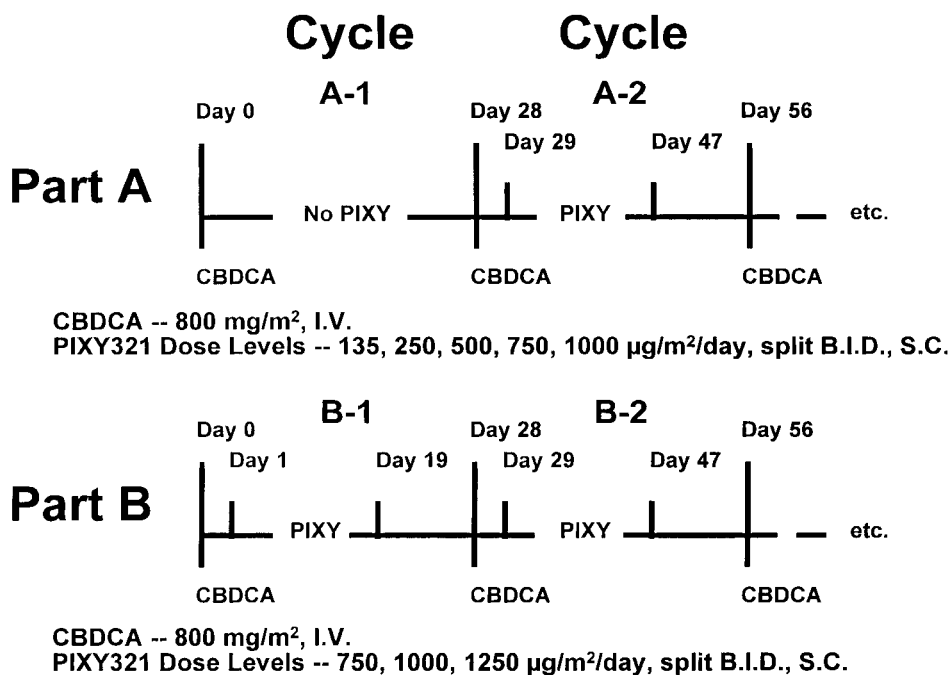 Cycle Cycle
A-1 A-2
Day 0 Day 28 Day 56
Day 29 Day 47
Part A
No PIXY PIXY etc.
CBDCA CBDCA CBDCA
CBDCA -- 800 mg/m², I.V.
PIXY321 Dose Levels -- 135, 250, 500, 750, 1000 µg/m²/day, split B.I.D., S.C.
B-1 B-2
Day 0 Day 28 Day 56
Day 1 Day 19 Day 29 Day 47
Part B
PIXY PIXY etc.
CBDCA CBDCA CBDCA
CBDCA -- 800 mg/m², I.V.
PIXY321 Dose Levels -- 750, 1000, 1250 µg/m²/day, split B.I.D., S.C.